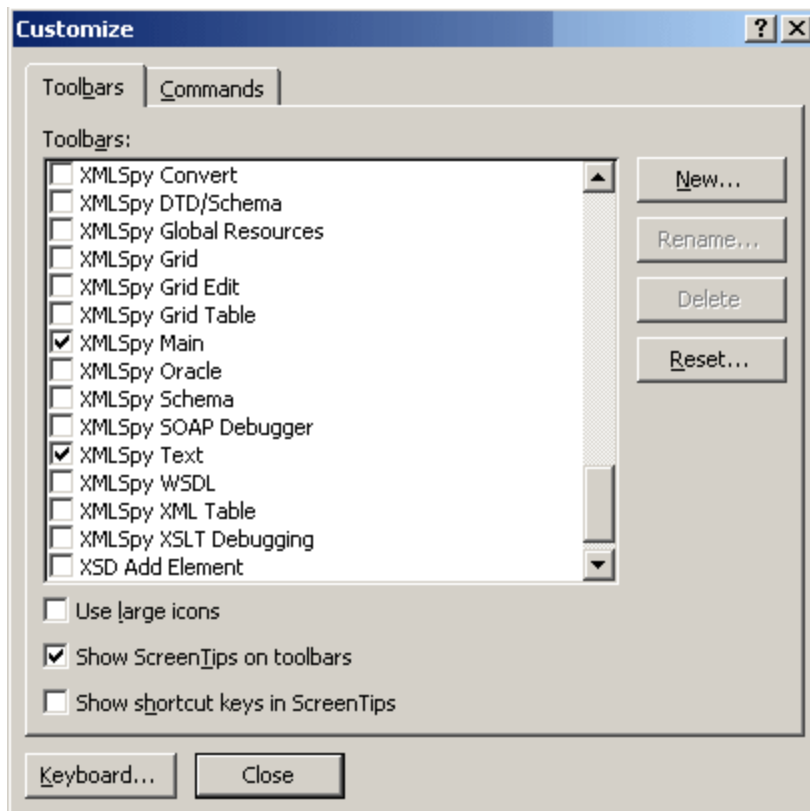 Customize
Toolbars Commands
Toolbars:
XMLSpy Convert
XMLSpy DTD/Schema
XMLSpy Global Resources
XMLSpy Grid
XMLSpy Grid Edit
XMLSpy Grid Table
XMLSpy Main
XMLSpy Oracle
XMLSpy Schema
XMLSpy SOAP Debugger
XMLSpy Text
XMLSpy WSDL
XMLSpy XML Table
XMLSpy XSLT Debugging
XSD Add Element
New...
Rename...
Delete
Reset...
Use large icons
Show ScreenTips on toolbars
Show shortcut keys in ScreenTips
Keyboard... Close